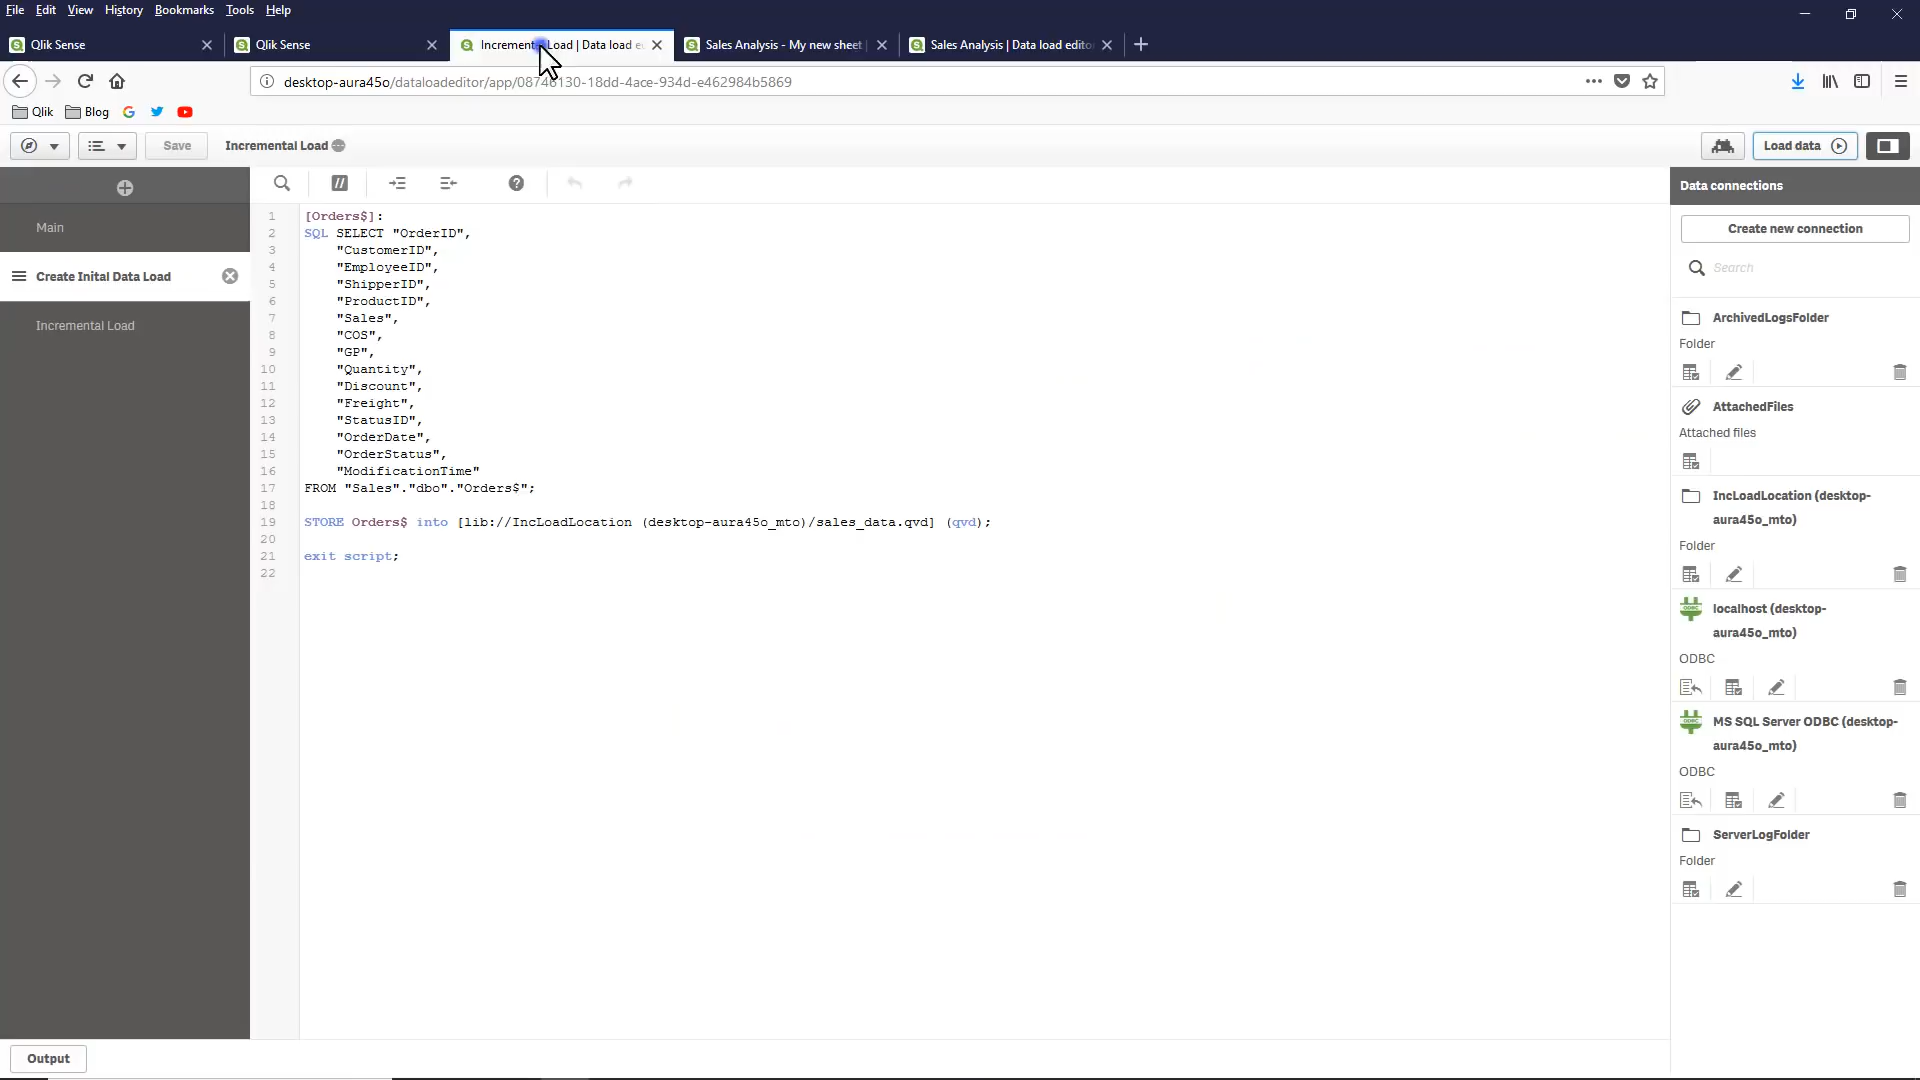 File Edit View History Bookmarks Tools Help
Qlik Sense
Qlik Sense
Sales Analysis - My new sheet
Sales Analysis | Data load editor
desktop-aura45o/dataloadeditor/app/08746130-18dd-4ace-934d-e462984b5869
Qlik Blog
Save
Incremental Load
Load data
Main
Create Inital Data Load
Incremental Load
1 [Orders$]:
2 SQL SELECT "OrderID",
3 "CustomerID",
4 "EmployeeID",
5 "ShipperID",
6 "ProductID",
7 "Sales",
8 "COS",
9 "GP",
10 "Quantity",
11 "Discount",
12 "Freight",
13 "StatusID",
14 "OrderDate",
15 "OrderStatus",
16 "ModificationTime"
17 FROM "Sales"."dbo"."Orders$";
18
19 STORE Orders$ into [lib://IncLoadLocation (desktop-aura45o_mto)/sales_data.qvd] (qvd);
20
21 exit script;
22
Output
Data connections
Create new connection
Search
ArchivedLogsFolder
Folder
AttachedFiles
Attached files
IncLoadLocation (desktop-
aura45o_mto)
Folder
localhost (desktop-
aura45o_mto)
ODBC
MS SQL Server ODBC (desktop-
aura45o_mto)
ODBC
ServerLogFolder
Folder